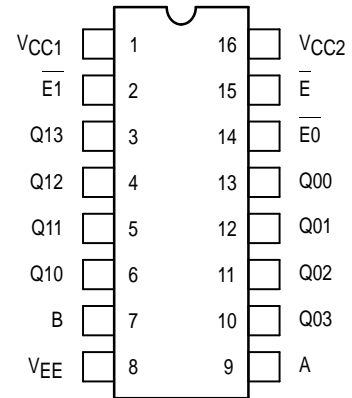 VCC1 1 16 VCC2
E1 2 15 E
Q13 3 14 E0
Q12 4 13 Q00
Q11 5 12 Q01
Q10 6 11 Q02
B 7 10 Q03
VEE 8 9 A